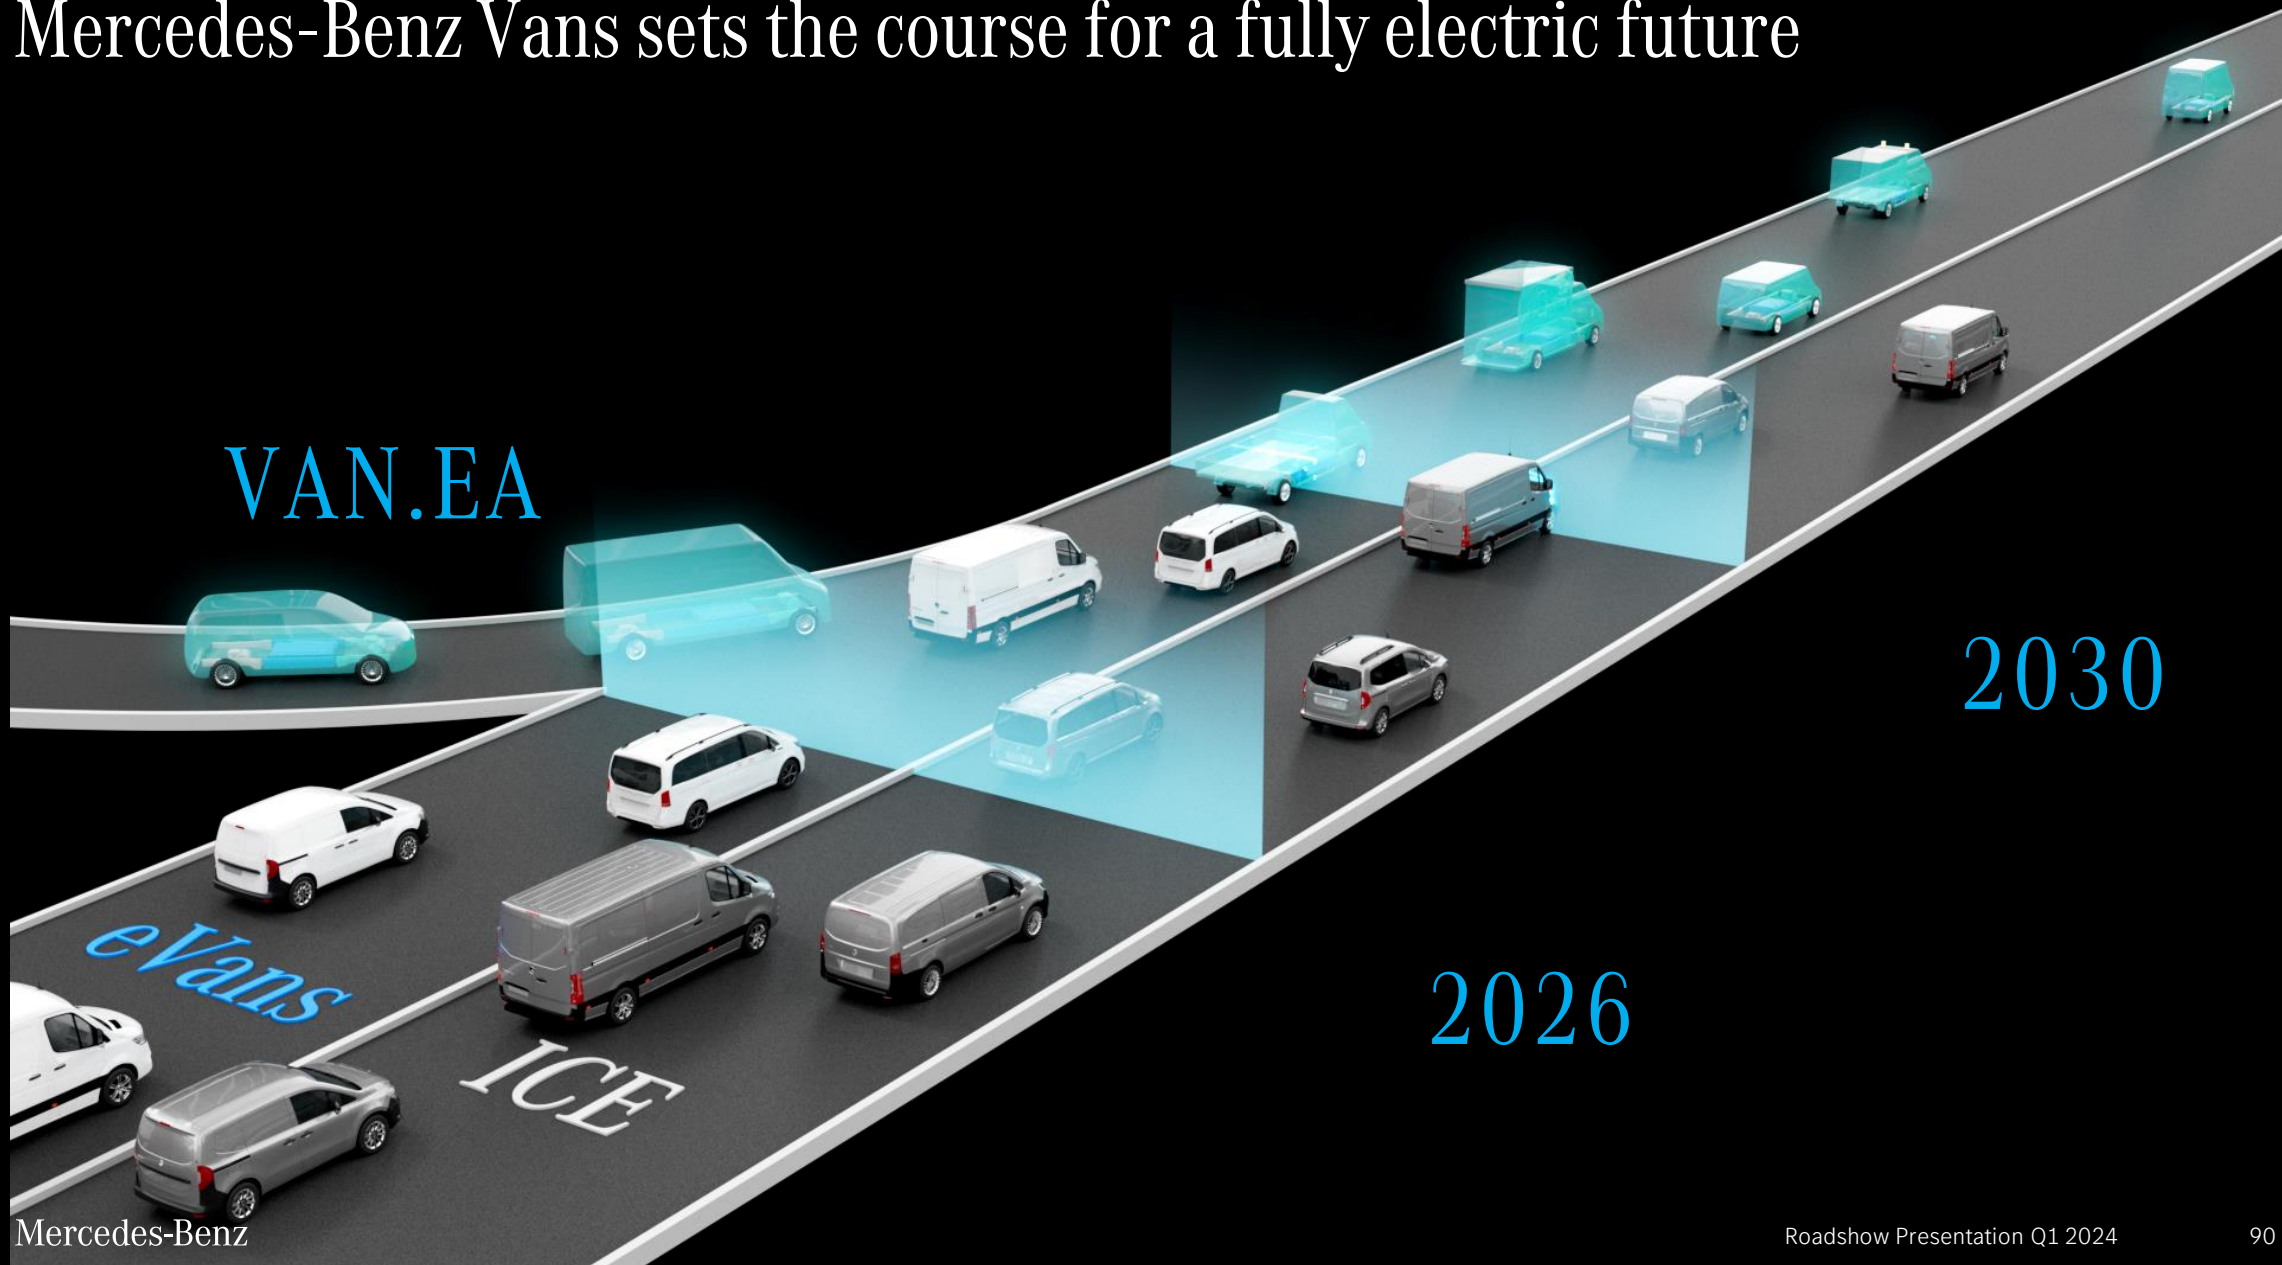 Mercedes-Benz Vans sets the course for a fully electric future
VAN.EA
2030
eVans
2026
ICE
Mercedes-Benz
Roadshow Presentation Q1 2024
90